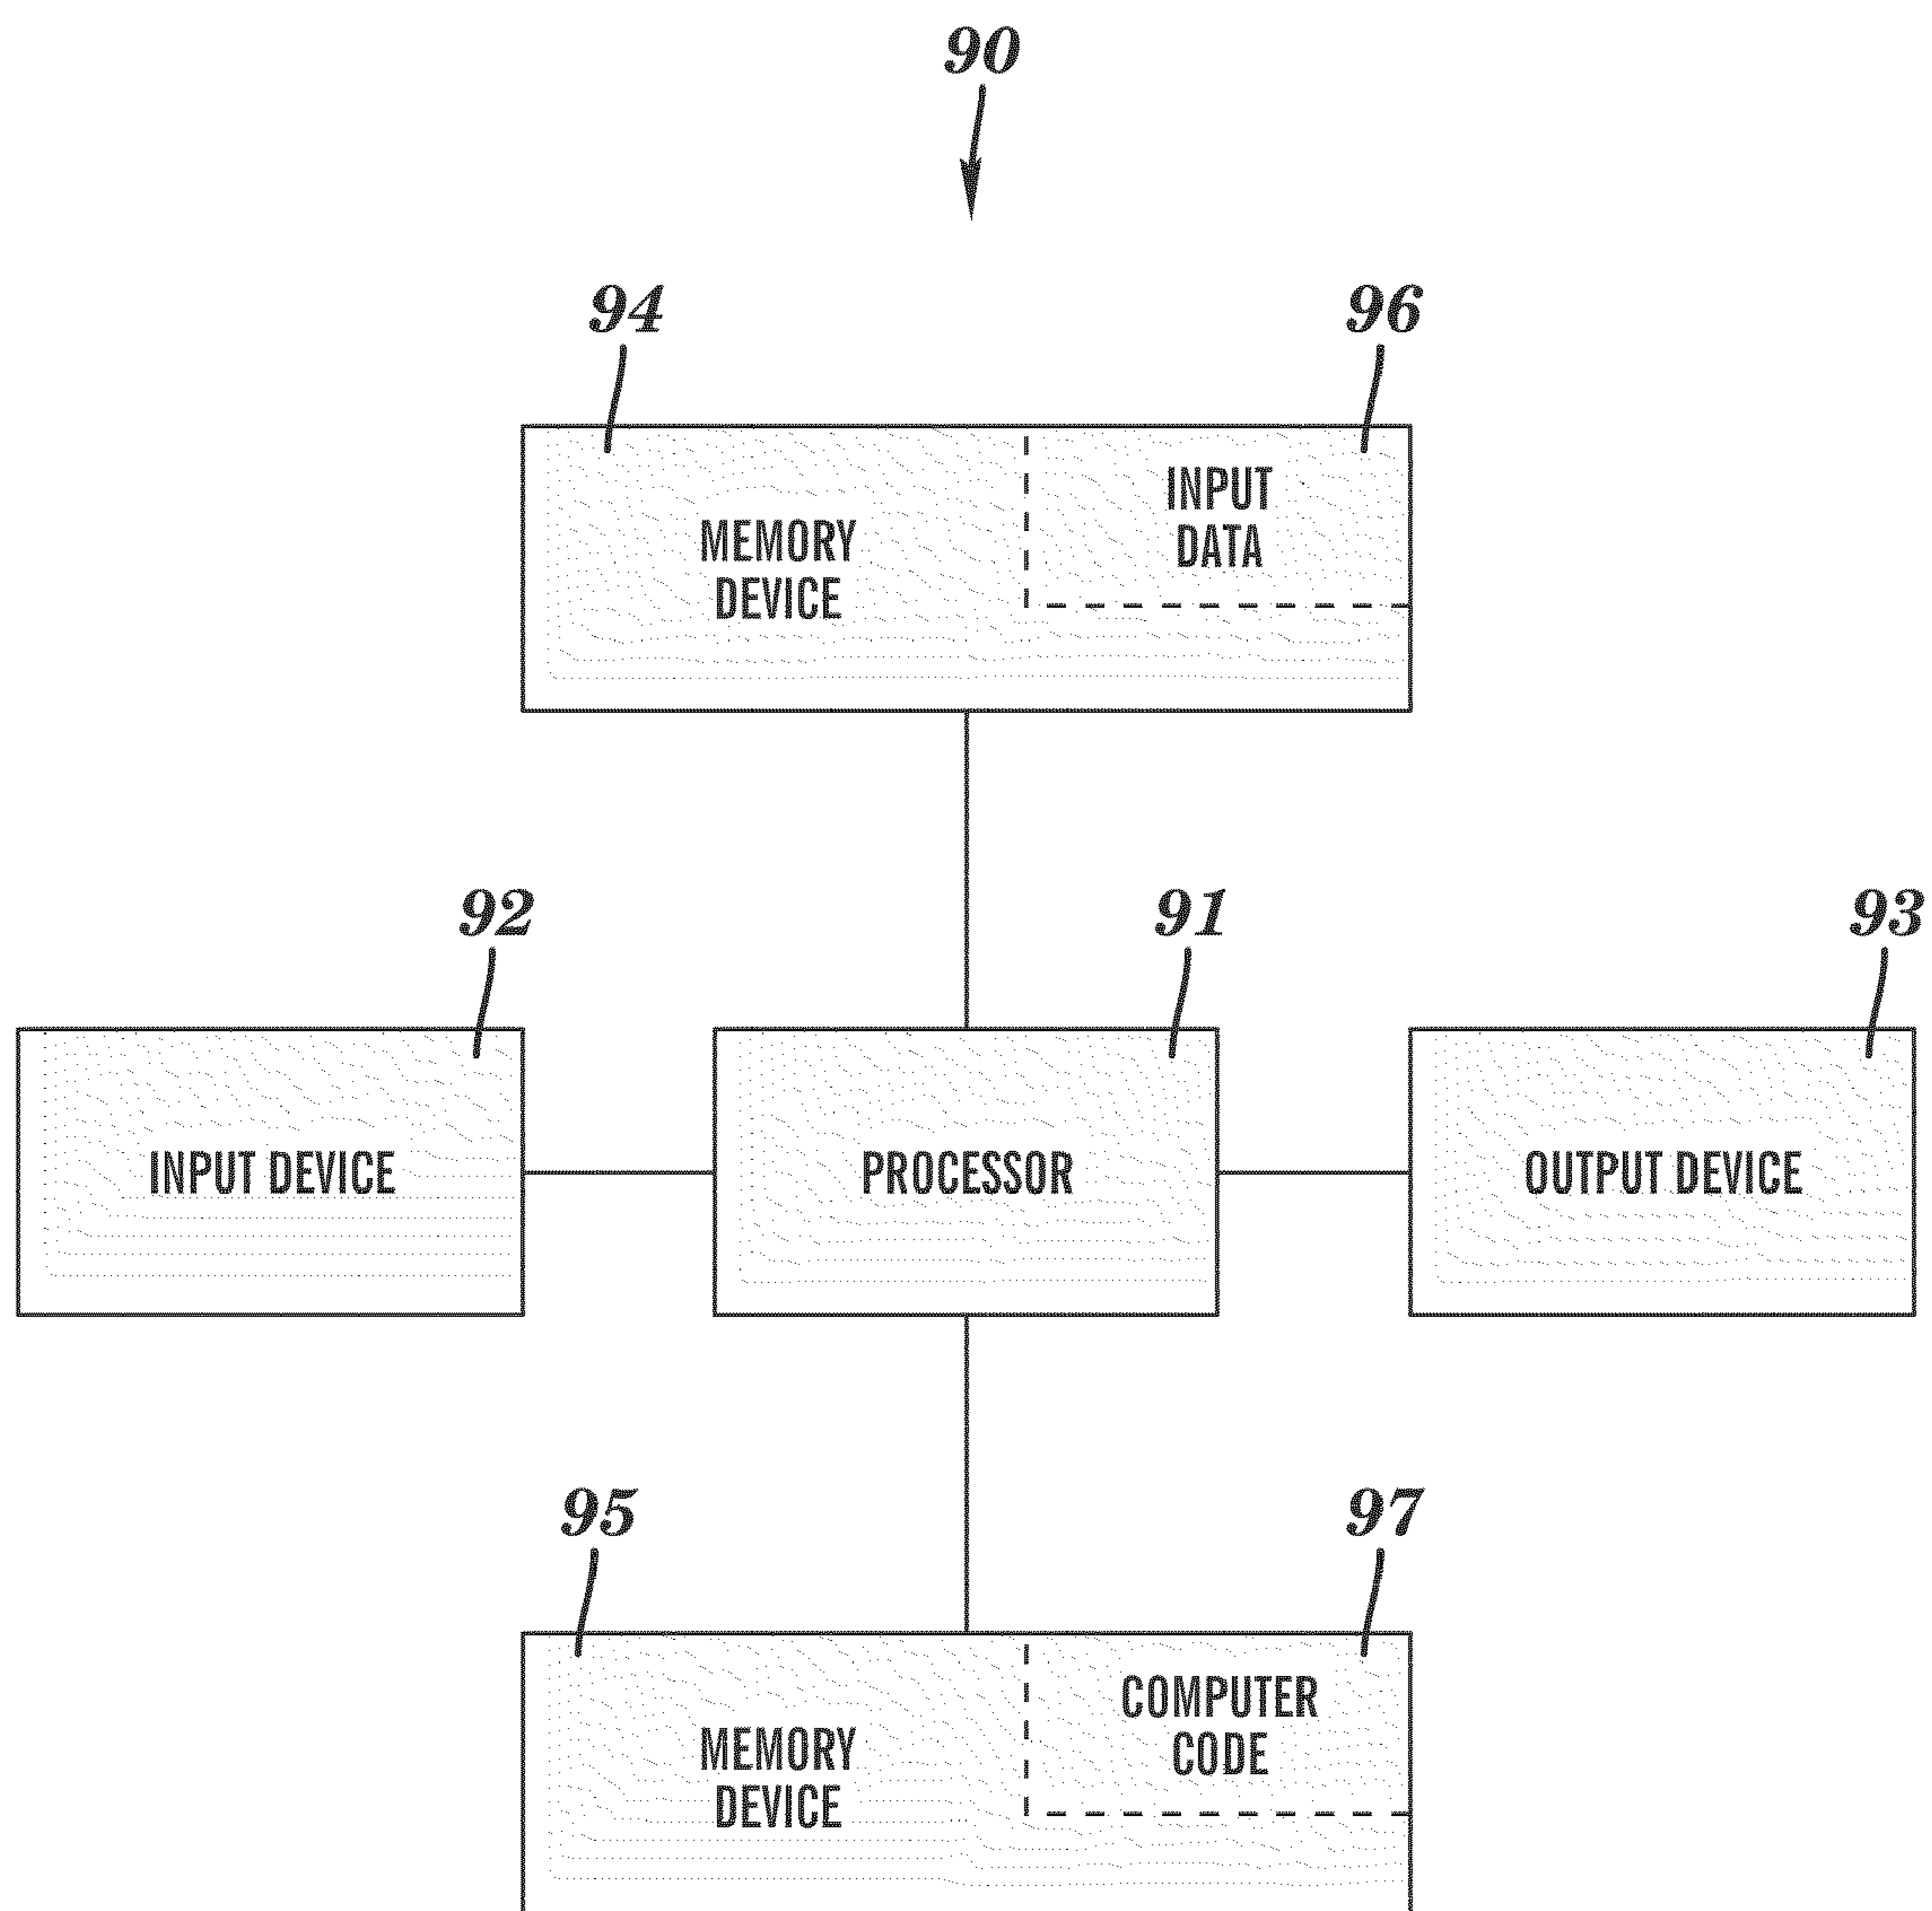 90
94
96
INPUT
DATA
MEMORY
DEVICE
92
91
93
INPUT DEVICE
PROCESSOR
OUTPUT DEVICE
95
97
COMPUTER
CODE
MEMORY
DEVICE